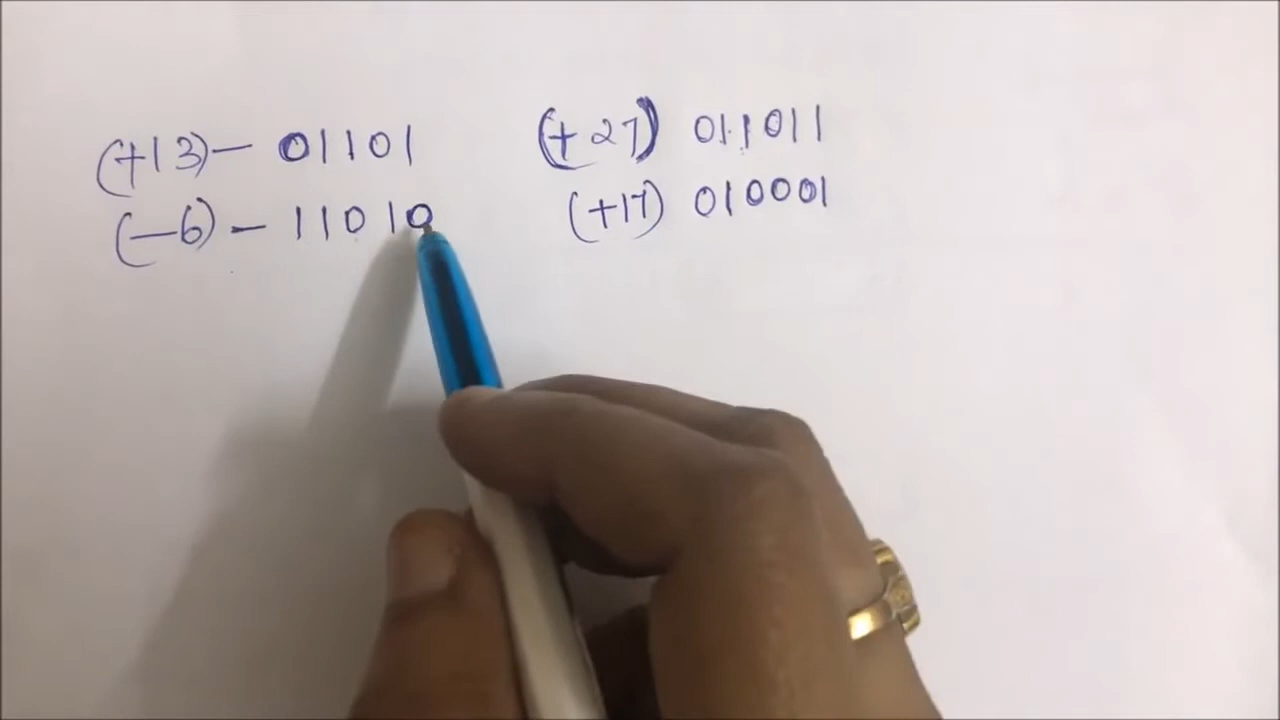 (+13) - 01101
(-6) - 11010
(+27) 011011
(+17) 010001